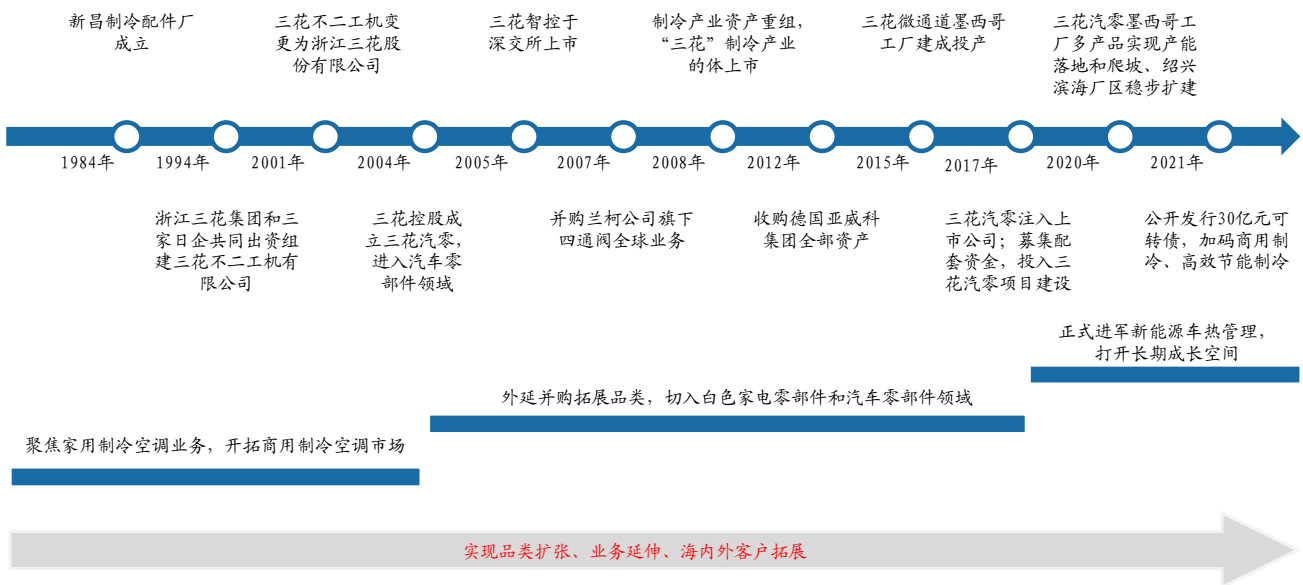 新昌制冷配件厂
成立
三花不二工机变
更为浙江三花股
份有限公司
三花智控于
深交所上市
制冷产业资产重组，
“三花”制冷产业
的体上市
三花微通道墨西哥
工厂建成投产
三花汽零墨西哥工
厂多产品实现产能
落地和爬坡、绍兴
滨海厂区稳步扩建
1984年
1994年
2001年
2004年
2005年
2007年
2008年
2012年
2015年
2017年
2020年
2021年
浙江三花集团和三
家日企共同出资组
建三花不二工机有
限公司
三花控股成
立三花汽零，
进入汽车零
部件领域
并购兰柯公司旗下
四通阀全球业务
收购德国亚威科
集团全部资产
三花汽零注入上
市公司；募集配
套资金，投入三
花汽零项目建设
公开发行30亿元可
转债，加码商用制
冷、高效节能制冷
正式进军新能源车热管理，
打开长期成长空间
外延并购拓展品类，切入白色家电零部件和汽车零部件领域
聚焦家用制冷空调业务，开拓商用制冷空调市场
实现品类扩张、业务延伸、海内外客户拓展